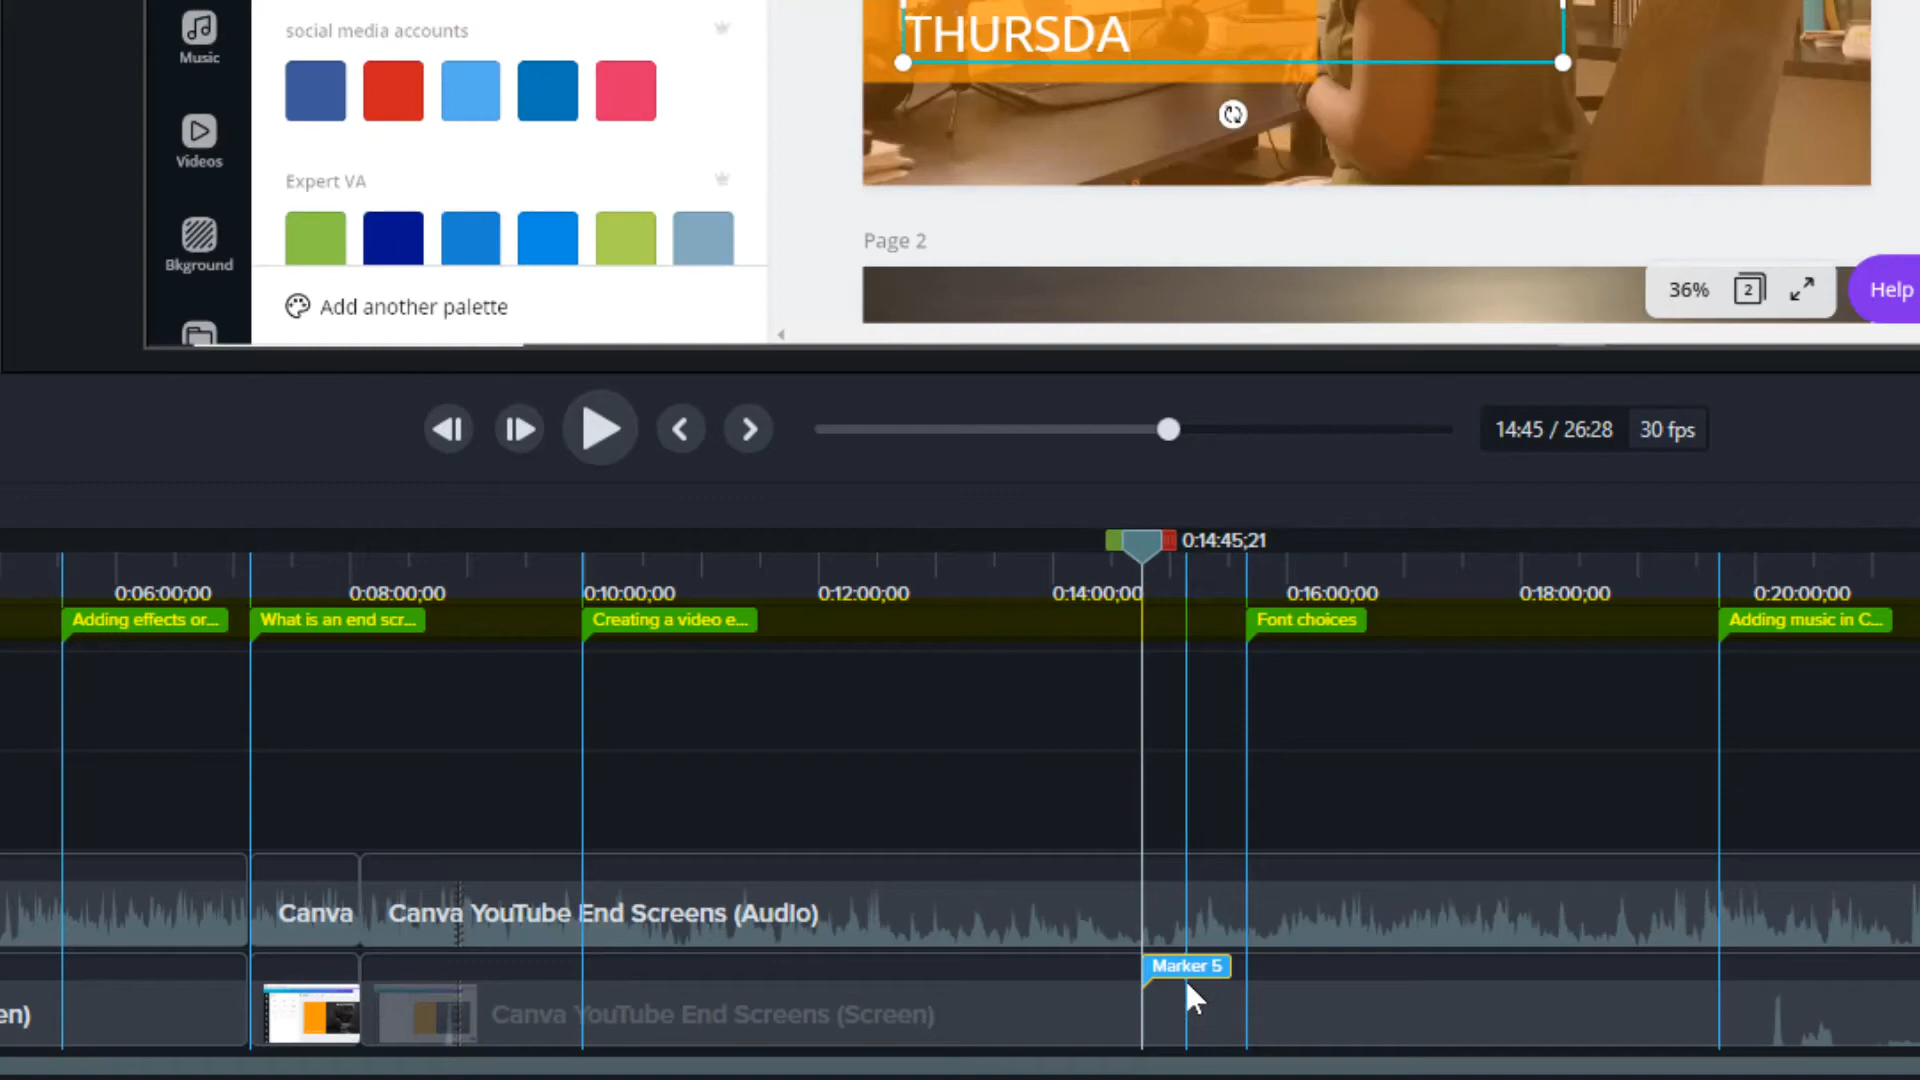 Music
social media accounts
THURSDA
Videos
Expert VA
Bkground
Page 2
Add another palette
36%
2
Help
14:45 / 26:28
30 fps
0:14:45;21
0:06:00;00
0:08:00;00
0:10:00;00
0:12:00;00
0:14:00;00
0:16:00;00
0:18:00;00
0:20:00;00
Adding effects or...
What is an end scr...
Creating a video e...
Font choices
Adding music in C...
Canva
Canva YouTube End Screens (Audio)
Marker 5
en)
Canva YouTube End Screens (Screen)